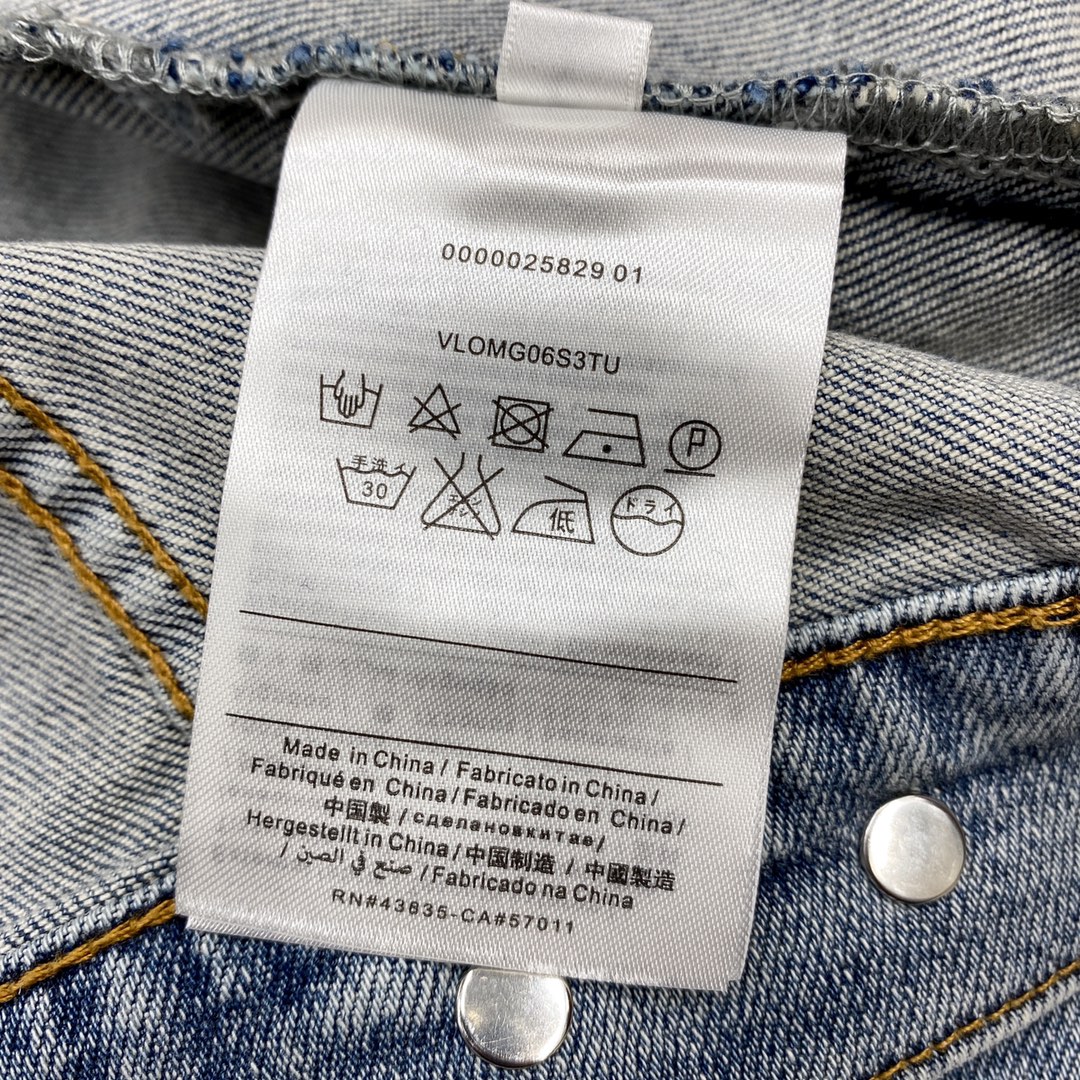 0000025829 01
VLOMG06S3TU
P
手洗イ
30
低
ドライ
Made in China / Fabricato in China /
Fabriqué en China / Fabricado en China /
中国製 / сделановкитае /
Hergestellt in China / 中国制造 / 中國製造
صنع في الصين / / Fabricado na China
RN#43835-CA#57011